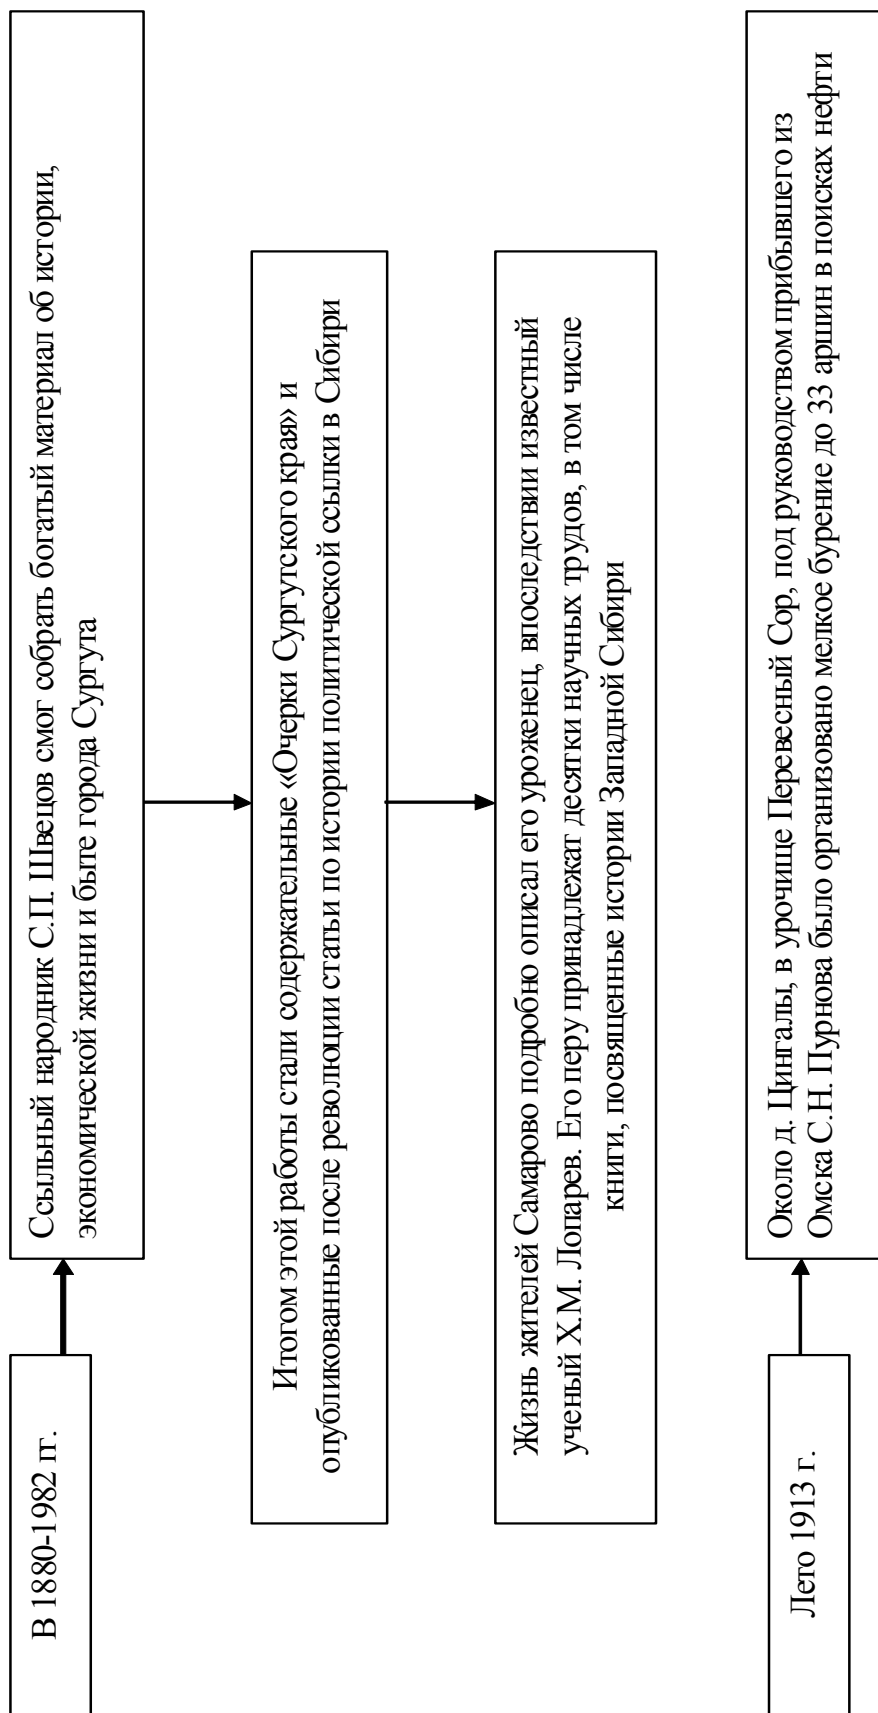 В 1880-1982 гг.
Ссыльный народник С.П. Швецов смог собрать богатый материал об истории,
экономической жизни и быте города Сургута
Итогом этой работы стали содержательные «Очерки Сургутского края» и
опубликованные после революции статьи по истории политической ссылки в Сибири
Жизнь жителей Самарово подробно описал его уроженец, впоследствии известный
ученый Х.М. Лопарев. Его перу принадлежат десятки научных трудов, в том числе
книги, посвященные истории Западной Сибири
Лето 1913 г.
Около д. Цингалы, в урочище Перевесный Сор, под руководством прибывшего из
Омска С.Н. Пурнова было организовано мелкое бурение до 33 аршин в поисках нефти